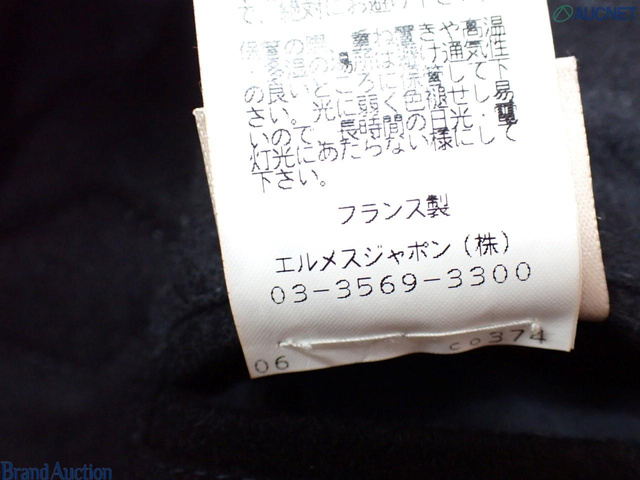 AUCNET
保管の際、重ね置きや高温
多湿のところは避け通気性
の良いところに保管して下
さい。光に弱く色褪せし易
いので、長時間の日光・電
灯光にあたらない様にして
下さい。
フランス製
エルメスジャポン(株)
03-3569-3300
06 co374
Brand Auction